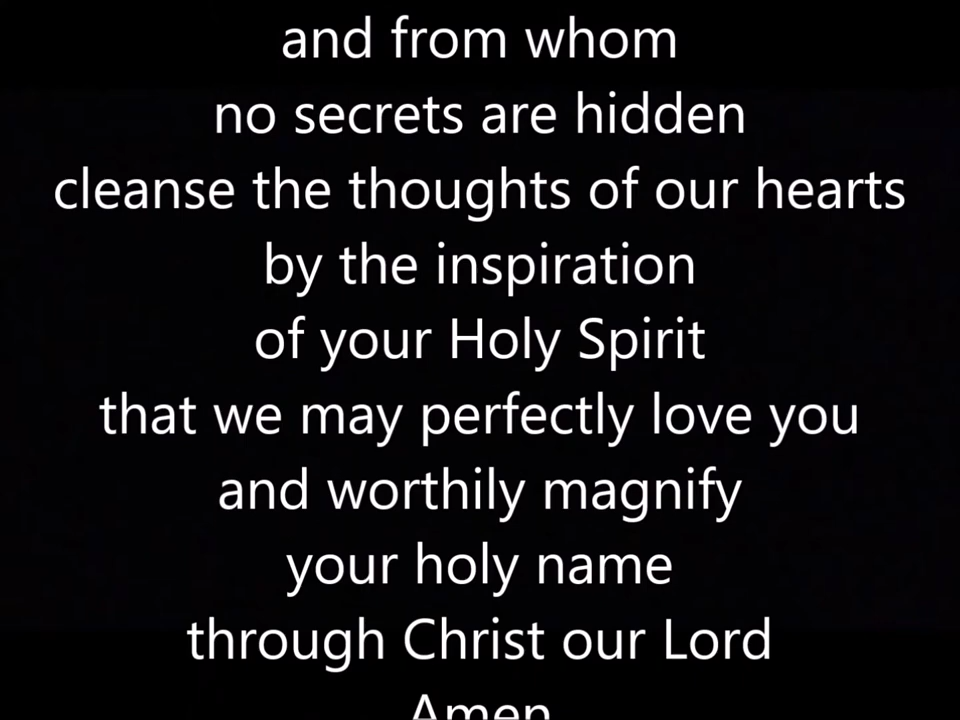 and from whom
no secrets are hidden
cleanse the thoughts of our hearts
by the inspiration
of your Holy Spirit
that we may perfectly love you
and worthily magnify
your holy name
through Christ our Lord
Amen